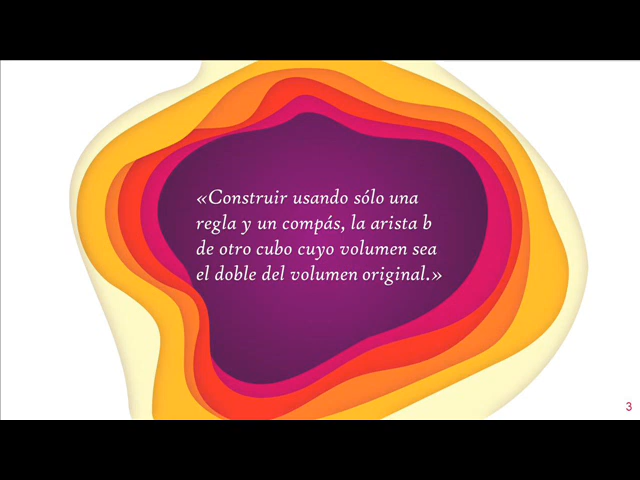 «Construir usando sólo una
regla y un compás, la arista b
de otro cubo cuyo volumen sea
el doble del volumen original.»
3